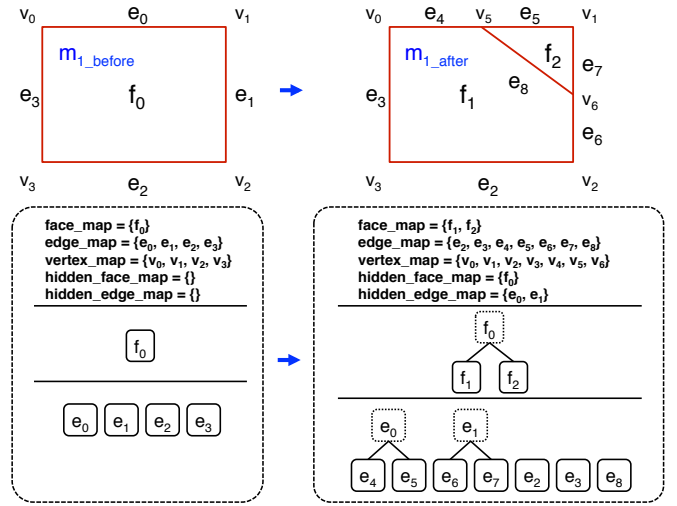 v₀ e₀ v₁
m₁_before
e₃ f₀ e₁
v₃ e₂ v₂
v₀ e₄ v₅ e₅ v₁
m₁_after f₂ e₇
e₃ f₁ e₈ v₆
e₆
v₃ e₂ v₂
face_map = {f₀}
edge_map = {e₀, e₁, e₂, e₃}
vertex_map = {v₀, v₁, v₂, v₃}
hidden_face_map = {}
hidden_edge_map = {}
f₀
e₀ e₁ e₂ e₃
face_map = {f₁, f₂}
edge_map = {e₂, e₃, e₄, e₅, e₆, e₇, e₈}
vertex_map = {v₀, v₁, v₂, v₃, v₄, v₅, v₆}
hidden_face_map = {f₀}
hidden_edge_map = {e₀, e₁}
f₀
f₁ f₂
e₀ e₁
e₄ e₅ e₆ e₇ e₂ e₃ e₈